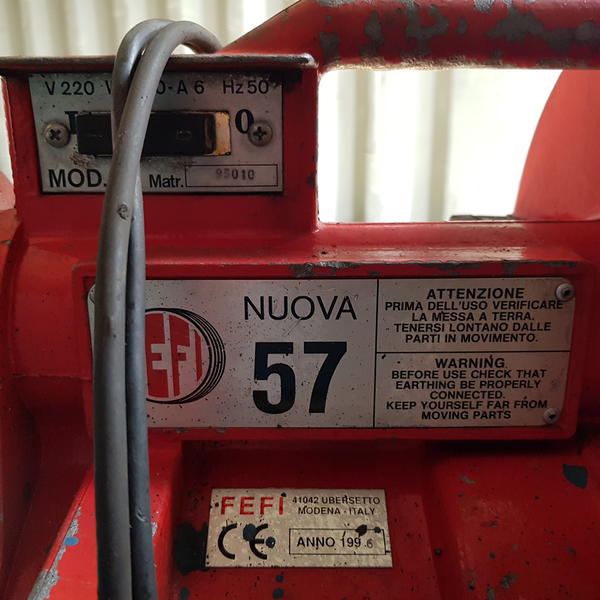 V 220 0-A 6 Hz 50
I 0
MOD. Matr. 95010
NUOVA
57
ATTENZIONE
PRIMA DELL'USO VERIFICARE
LA MESSA A TERRA.
TENERSI LONTANO DALLE
PARTI IN MOVIMENTO.
WARNING
BEFORE USE CHECK THAT
EARTHING BE PROPERLY
CONNECTED.
KEEP YOURSELF FAR FROM
MOVING PARTS
FEFI
41042 UBERSETTO
MODENA - ITALY
CE
ANNO 199 6